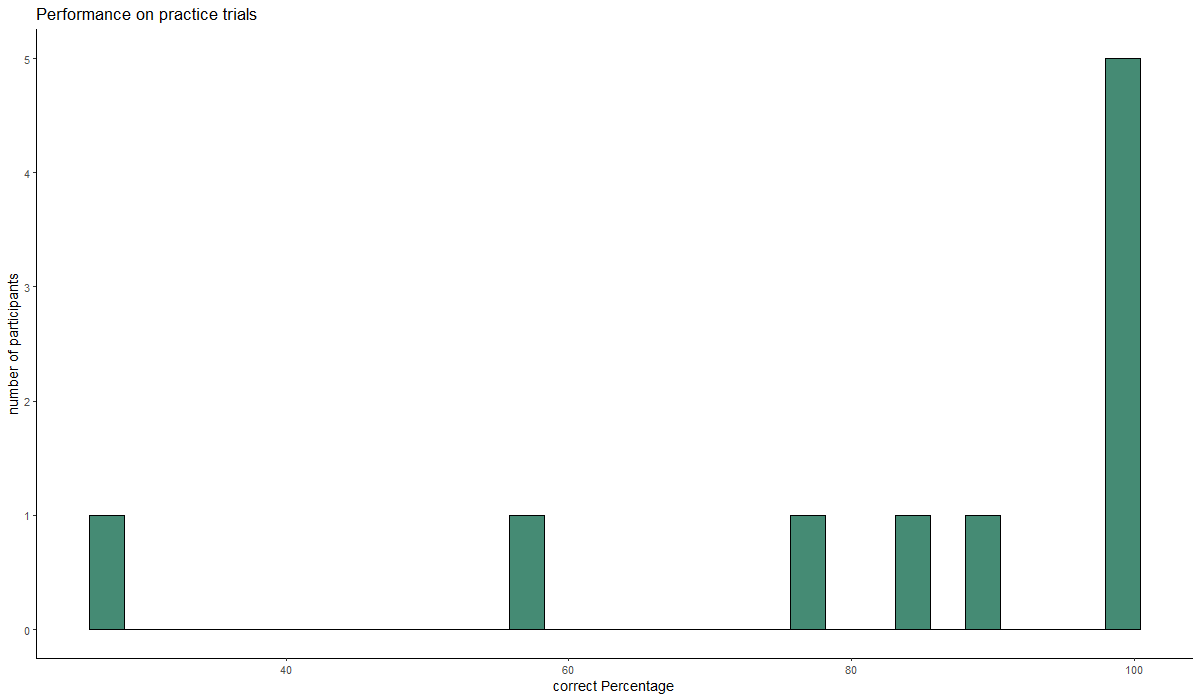 Performance on practice trials
5
4
3
2
1
0
number of participants
40 60 80 100
correct Percentage